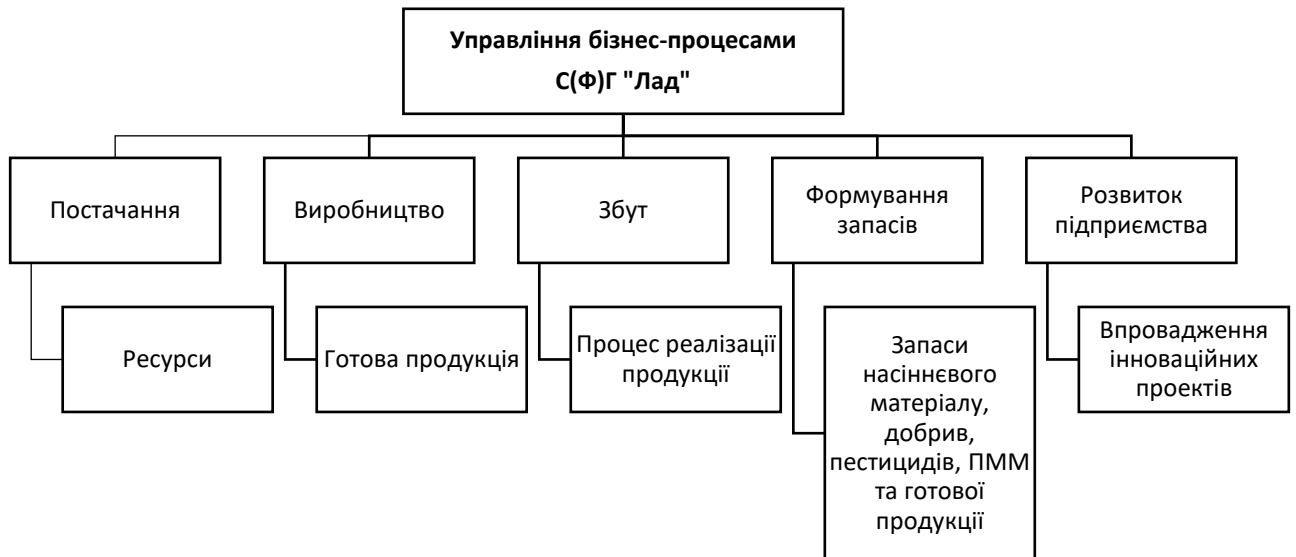 Управління бізнес-процесами
С(Ф)Г "Лад"
Постачання
Виробництво
Збут
Формування
запасів
Розвиток
підприємства
Ресурси
Готова продукція
Процес реалізації
продукції
Запаси
насіннєвого
матеріалу,
добрив,
пестицидів, ПММ
та готової
продукції
Впровадження
інноваційних
проектів